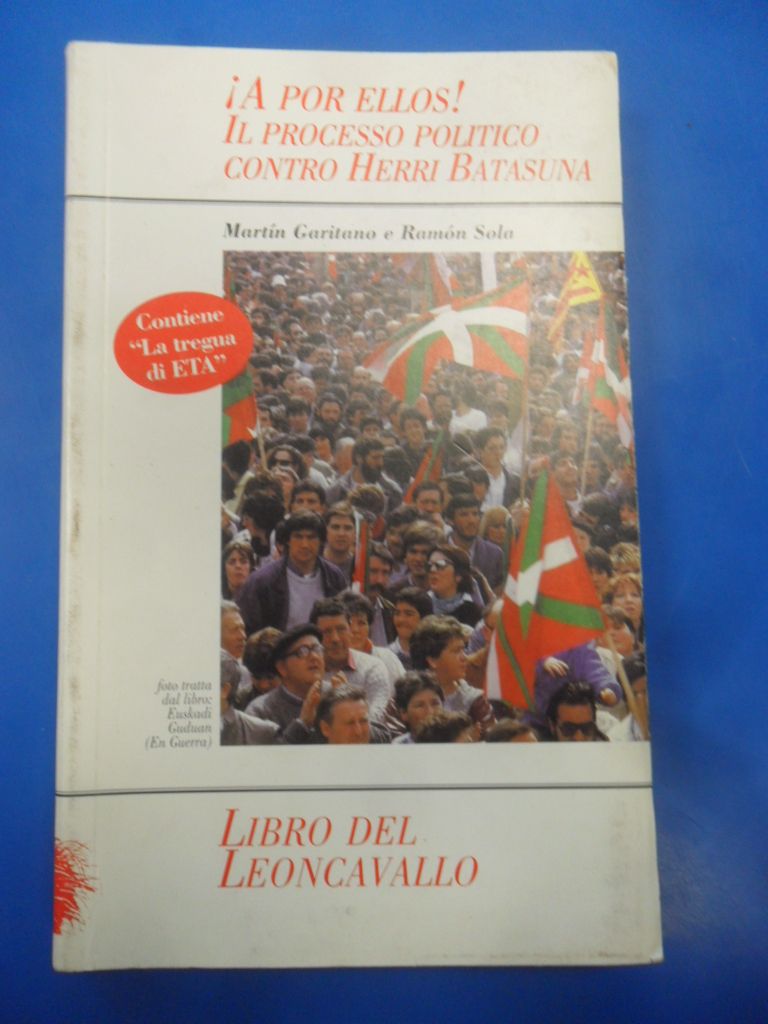 ¡A POR ELLOS!
IL PROCESSO POLITICO
CONTRO HERRI BATASUNA
Martín Garitano e Ramón Sola
Contiene
“La tregua
di ETA”
foto tratta
dal libro:
Euskadi
Guduan
(En Guerra)
LIBRO DEL
LEONCAVALLO